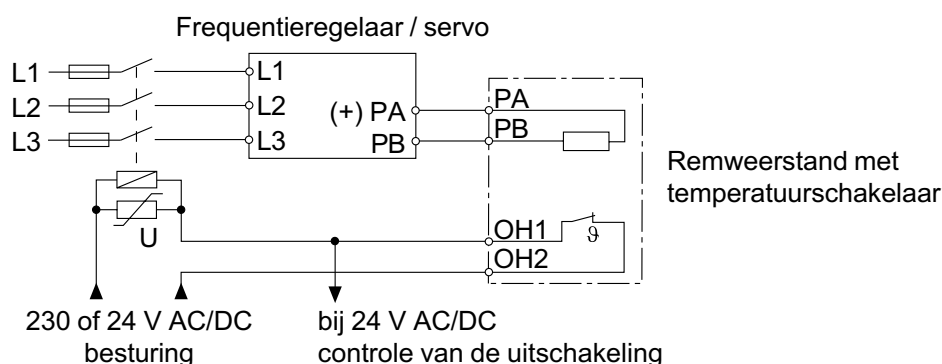 Frequentieregelaar / servo
L1
L2
L3
L1
L2
L3
(+) PA
PB
PA
PB
Remweerstand met
temperatuurschakelaar
U
OH1
OH2
ϑ
230 of 24 V AC/DC
besturing
bij 24 V AC/DC
controle van de uitschakeling